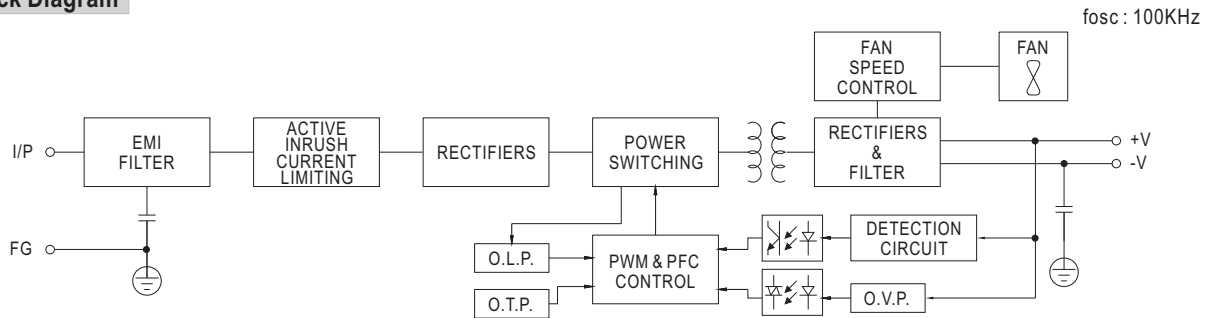 ck Diagram
fosc : 100KHz
FAN
SPEED
CONTROL
FAN
I/P
EMI
FILTER
ACTIVE
INRUSH
CURRENT
LIMITING
RECTIFIERS
POWER
SWITCHING
RECTIFIERS
&
FILTER
+V
-V
FG
O.L.P.
O.T.P.
PWM & PFC
CONTROL
DETECTION
CIRCUIT
O.V.P.